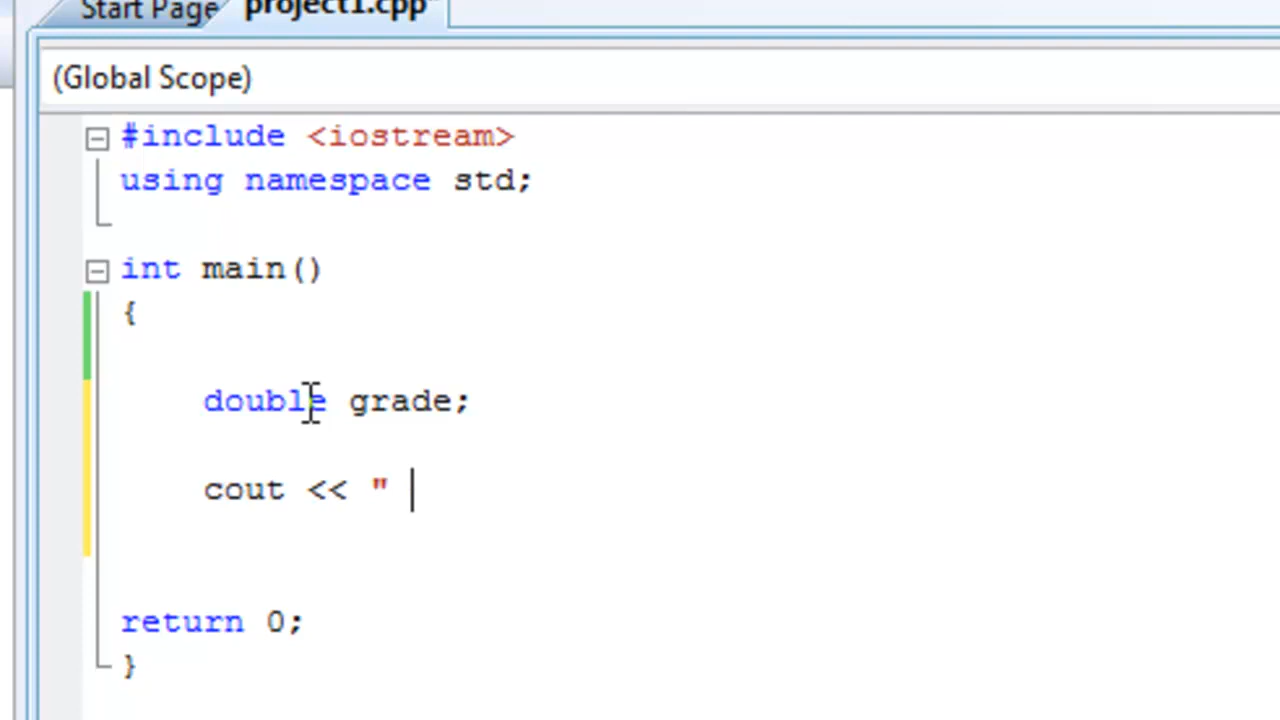 Start Page project1.cpp*
(Global Scope)
#include <iostream>
using namespace std;
int main()
{
double grade;
cout << "
return 0;
}